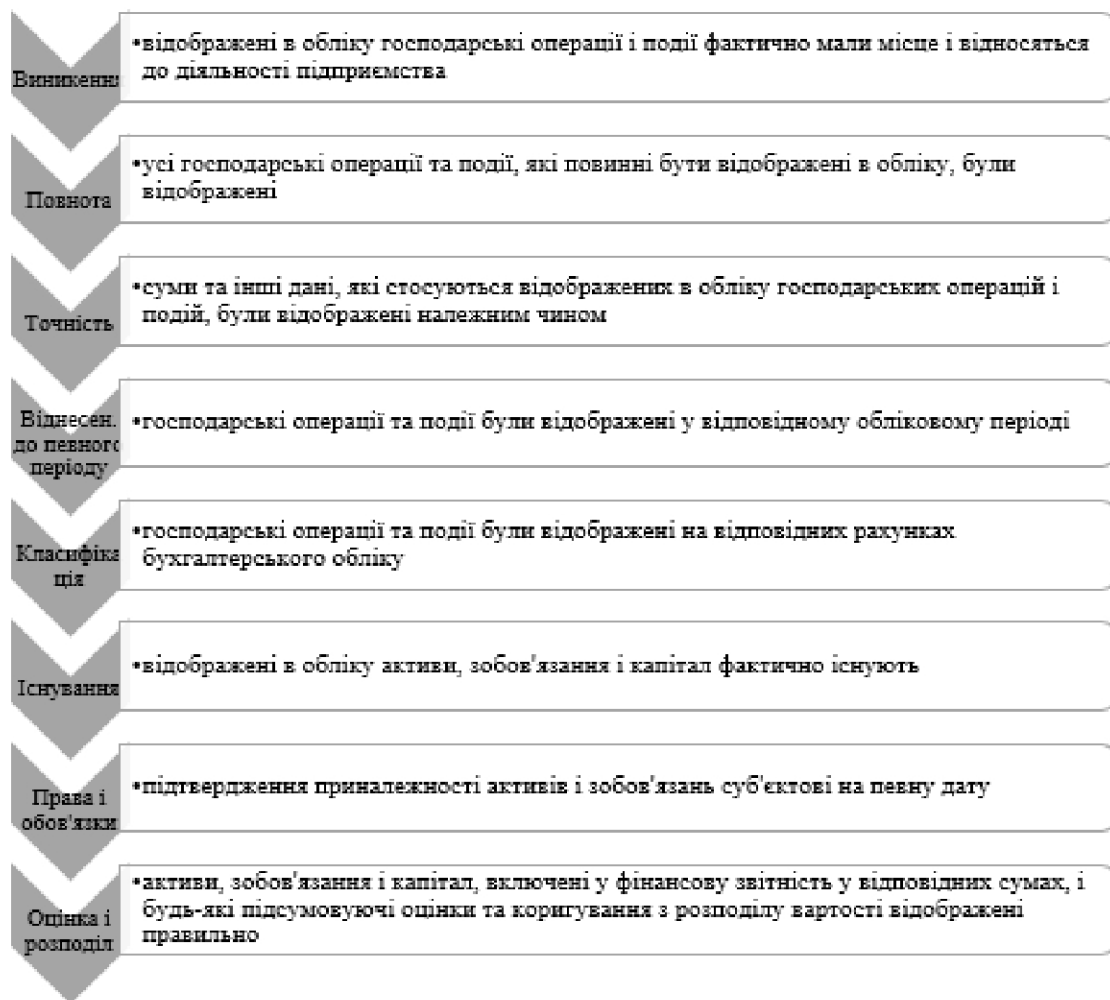 Виникення
•відображені в обліку господарські операції і події фактично мали місце і відносяться
до діяльності підприємства
Повнота
•усі господарські операції та події, які повинні бути відображені в обліку, були
відображені
Точність
•суми та інші дані, які стосуються відображених в обліку господарських операцій і
подій, були відображені належним чином
Віднесен.
до певного
періоду
•господарські операції та події були відображені у відповідному обліковому періоді
Класифіка
ція
•господарські операції та події були відображені на відповідних рахунках
бухгалтерського обліку
Існування
•відображені в обліку активи, зобов'язання і капітал фактично існують
Права і
обов'язки
•підтвердження приналежності активів і зобов'язань суб'єктові на певну дату
Оцінка і
розподіл
•активи, зобов'язання і капітал, включені у фінансову звітність у відповідних сумах, і
будь-які підсумовуючі оцінки та коригування з розподілу вартості відображені
правильно